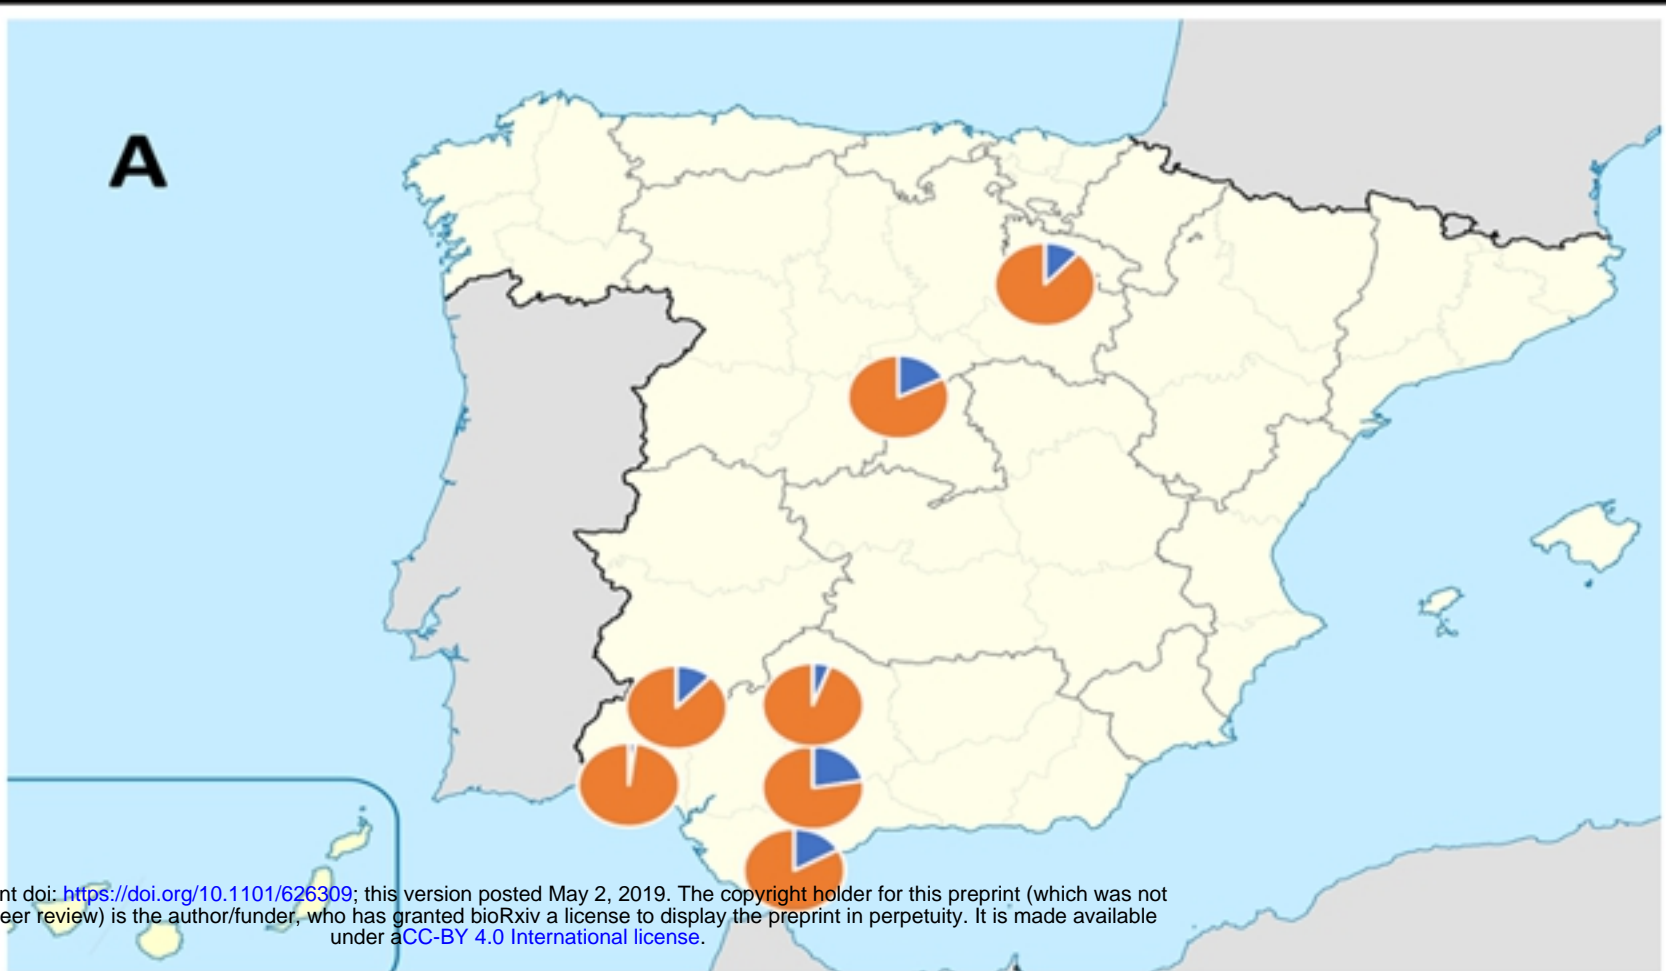 A
nt doi: https://doi.org/10.1101/626309; this version posted May 2, 2019. The copyright holder for this preprint (which was not
eer review) is the author/funder, who has granted bioRxiv a license to display the preprint in perpetuity. It is made available
under aCC-BY 4.0 International license.